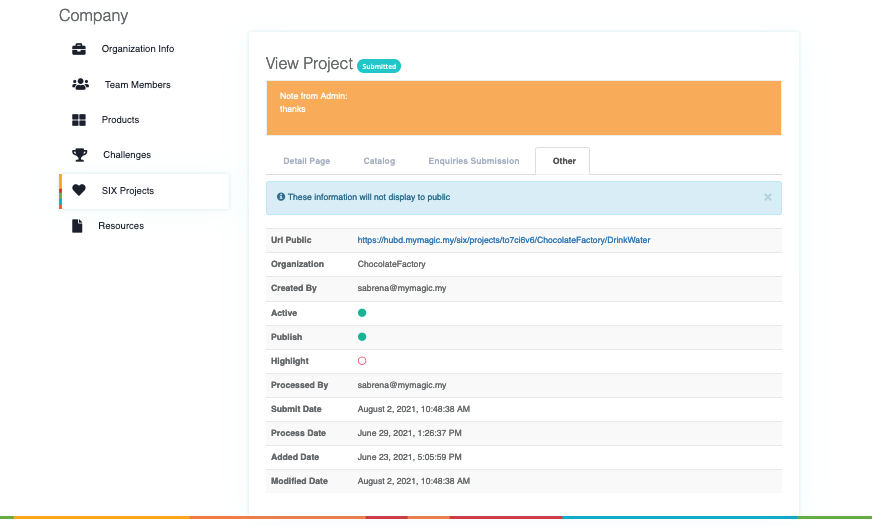 Company
Organization Info
Team Members
Products
Challenges
SIX Projects
Resources
View Project Submitted
Note from Admin:
thanks
Detail Page Catalog Enquiries Submission Other
These information will not display to public ×
Url Public https://hubd.mymagic.my/six/projects/to7ci6v6/ChocolateFactory/DrinkWater
Organization ChocolateFactory
Created By sabrena@mymagic.my
Active
Publish
Highlight
Processed By sabrena@mymagic.my
Submit Date August 2, 2021, 10:48:38 AM
Process Date June 29, 2021, 1:26:37 PM
Added Date June 23, 2021, 5:05:59 PM
Modified Date August 2, 2021, 10:48:38 AM